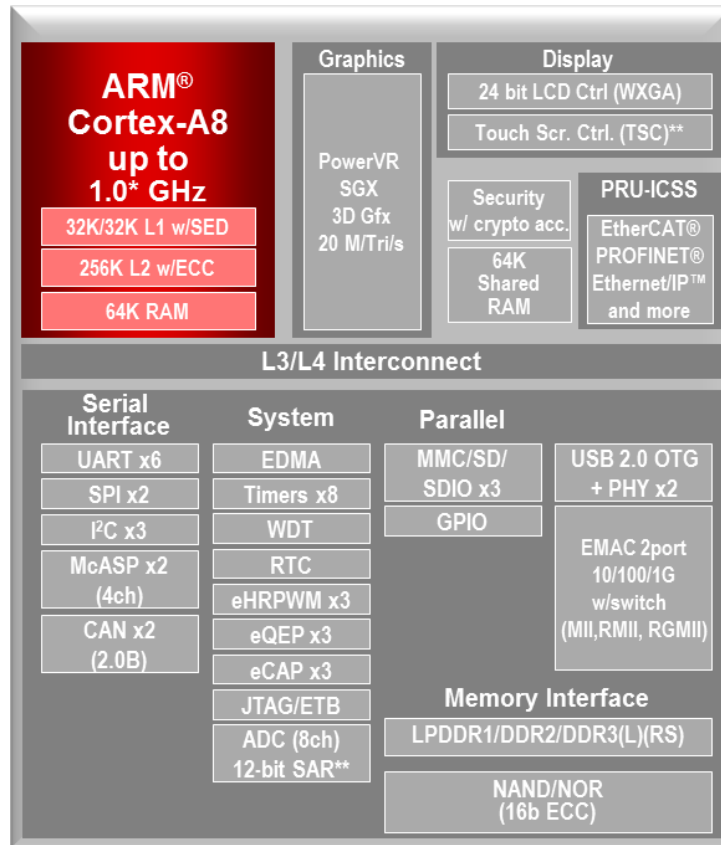 ARM®
Cortex-A8
up to
1.0* GHz
32K/32K L1 w/SED
256K L2 w/ECC
64K RAM
Graphics
PowerVR
SGX
3D Gfx
20 M/Tri/s
Display
24 bit LCD Ctrl (WXGA)
Touch Scr. Ctrl. (TSC)**
Security
w/ crypto acc.
64K
Shared
RAM
PRU-ICSS
EtherCAT®
PROFINET®
Ethernet/IP™
and more
L3/L4 Interconnect
Serial
Interface
UART x6
SPI x2
I²C x3
McASP x2
(4ch)
CAN x2
(2.0B)
System
EDMA
Timers x8
WDT
RTC
eHRPWM x3
eQEP x3
eCAP x3
JTAG/ETB
ADC (8ch)
12-bit SAR**
Parallel
MMC/SD/
SDIO x3
GPIO
USB 2.0 OTG
+ PHY x2
EMAC 2port
10/100/1G
w/switch
(MII,RMII, RGMII)
Memory Interface
LPDDR1/DDR2/DDR3(L)(RS)
NAND/NOR
(16b ECC)